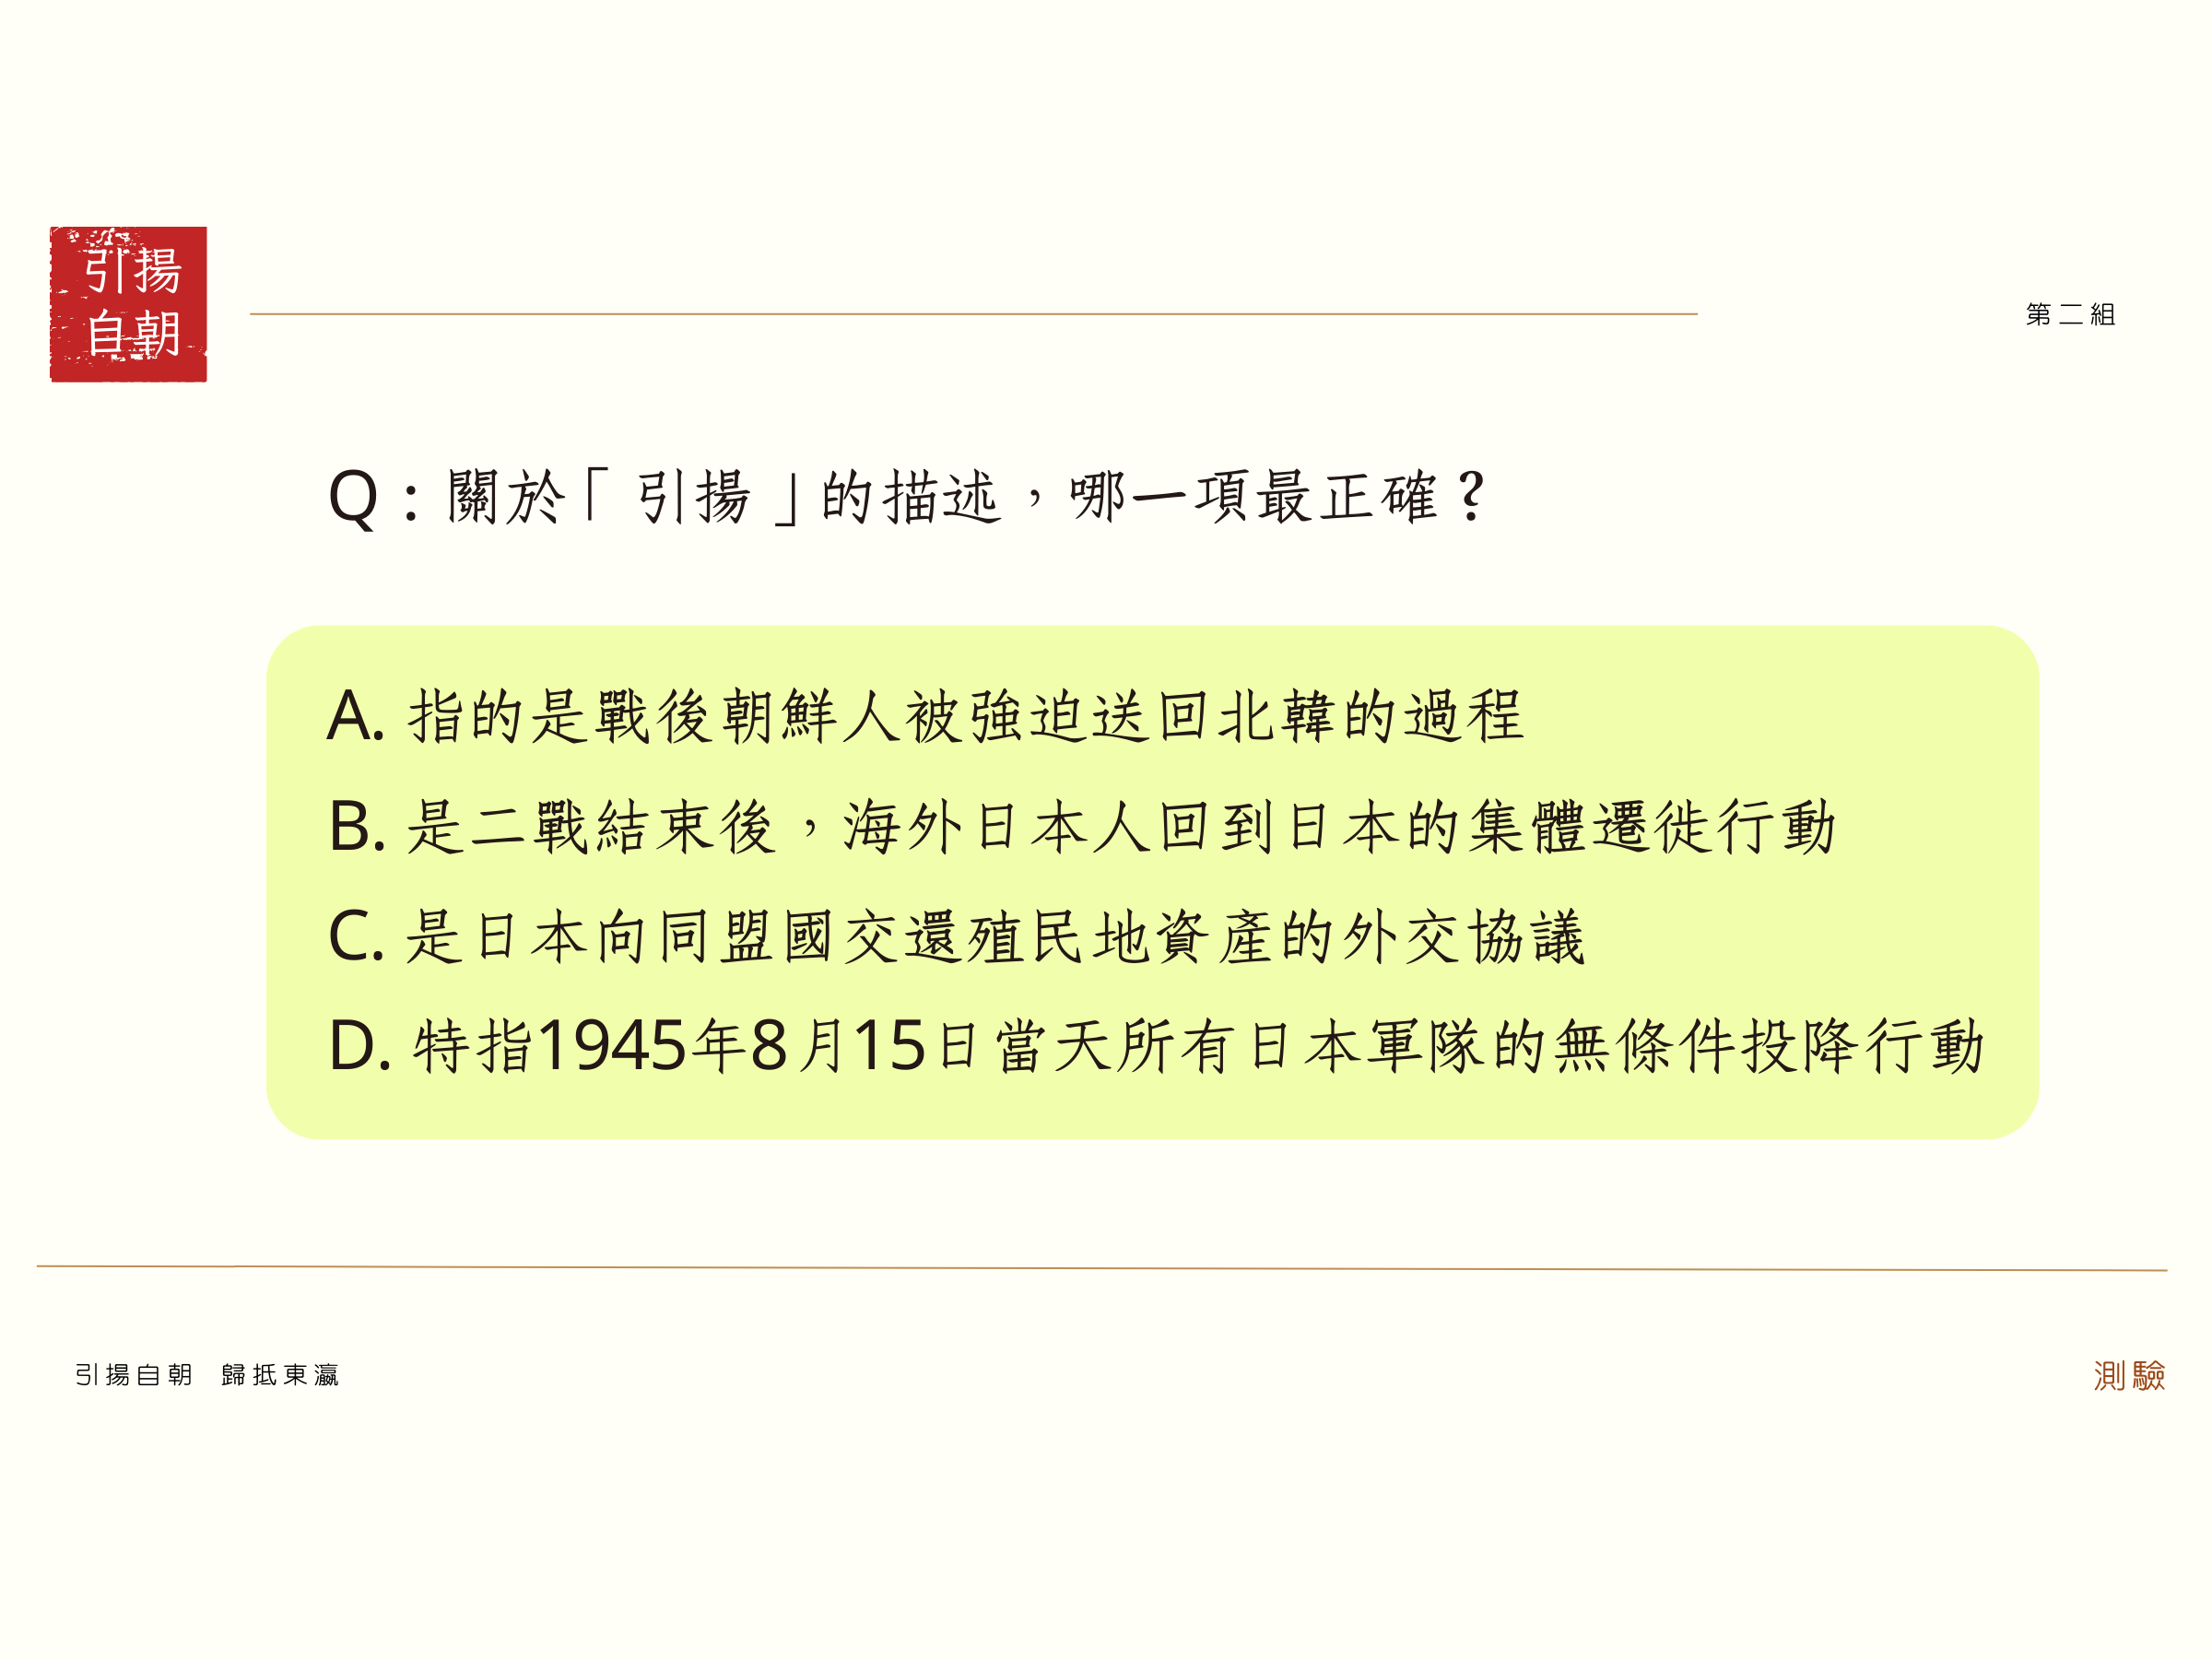 引揚
自朝
第二組
Q：關於「引揚」的描述，哪一項最正確？
A. 指的是戰後朝鮮人被強迫送回北韓的過程
B. 是二戰結束後，海外日本人回到日本的集體遷徙行動
C. 是日本向同盟國交還殖民地資產的外交協議
D. 特指1945年8月15日當天所有日本軍隊的無條件投降行動
引揚自朝 歸抵東瀛
測驗